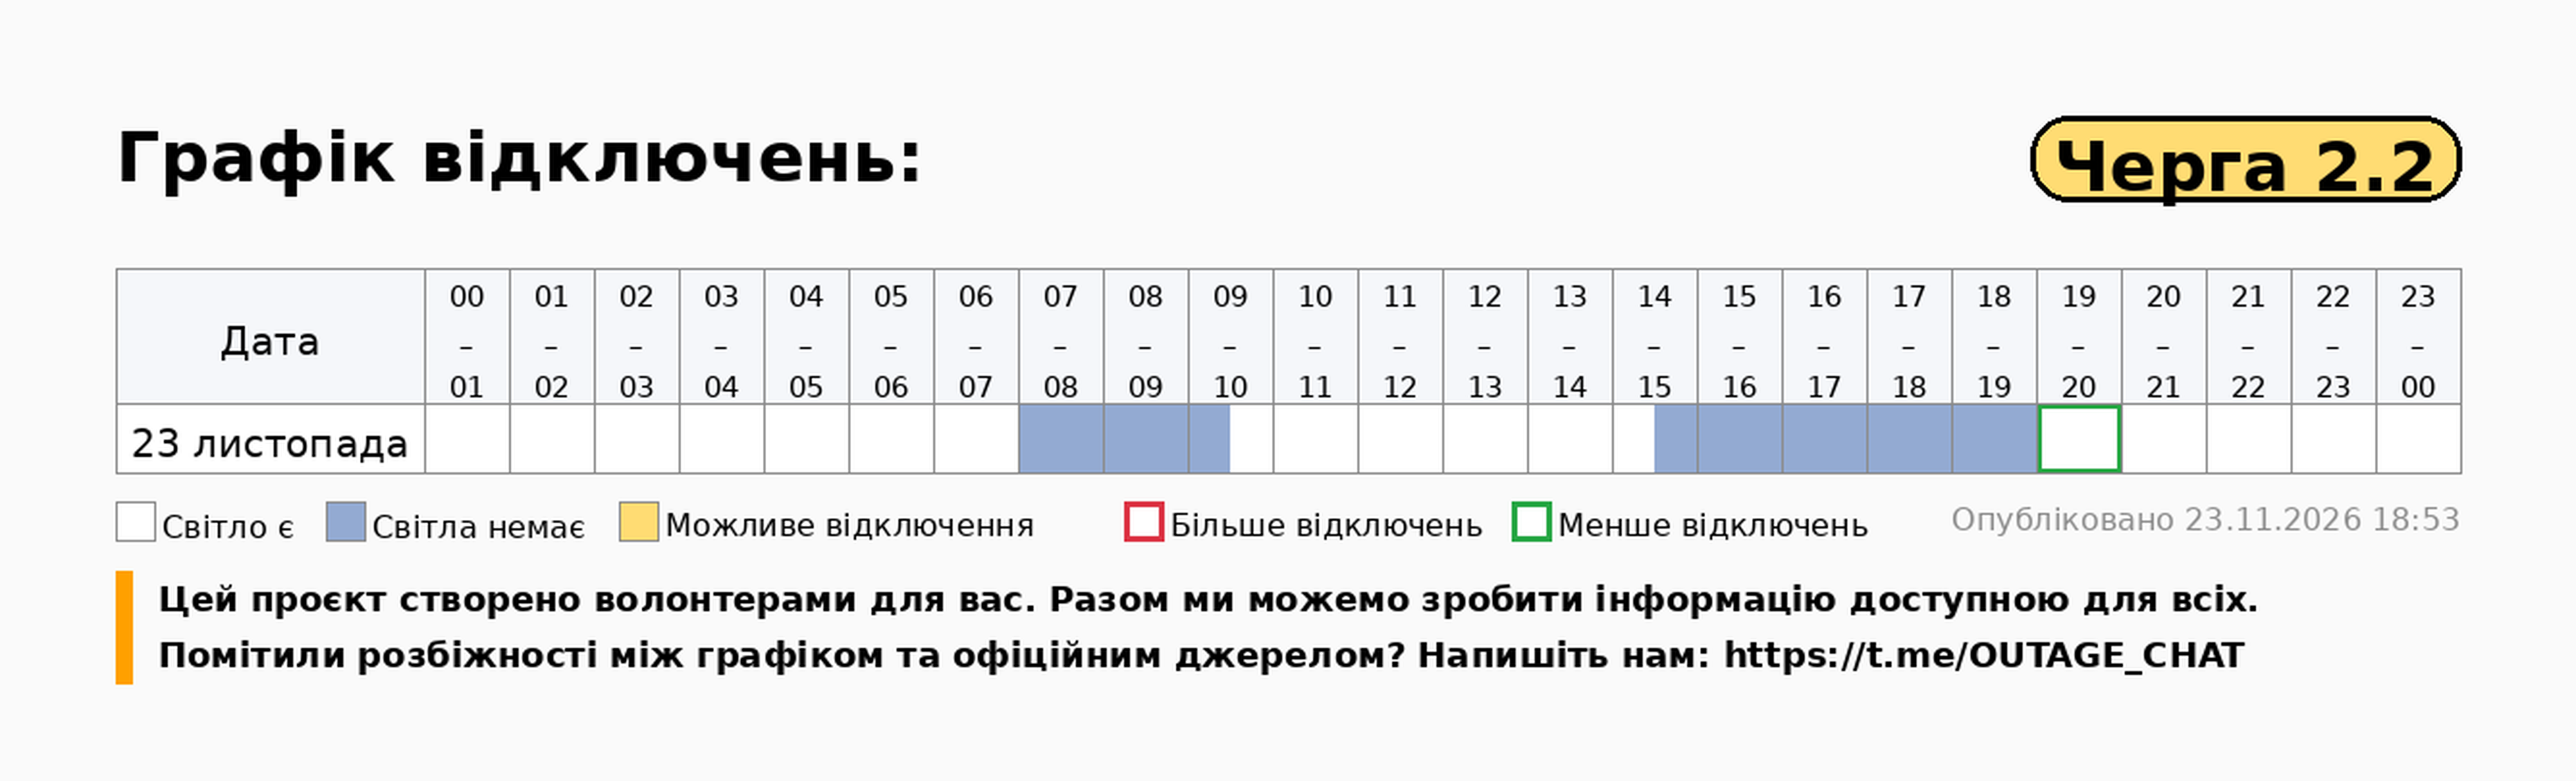 Графік відключень:
Черга 2.2
Дата
00 – 01
01 – 02
02 – 03
03 – 04
04 – 05
05 – 06
06 – 07
07 – 08
08 – 09
09 – 10
10 – 11
11 – 12
12 – 13
13 – 14
14 – 15
15 – 16
16 – 17
17 – 18
18 – 19
19 – 20
20 – 21
21 – 22
22 – 23
23 – 00
23 листопада
Світло є
Світла немає
Можливе відключення
Більше відключень
Менше відключень
Опубліковано 23.11.2026 18:53
Цей проєкт створено волонтерами для вас. Разом ми можемо зробити інформацію доступною для всіх.
Помітили розбіжності між графіком та офіційним джерелом? Напишіть нам: https://t.me/OUTAGE_CHAT